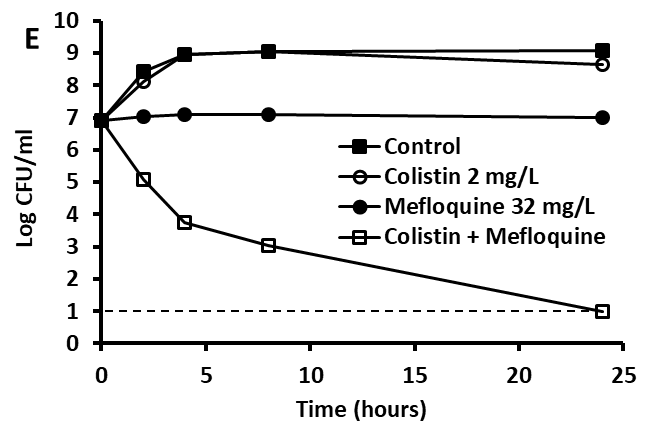 E
10
9
8
7
6
5
4
3
2
1
0
Log CFU/ml
Control
Colistin 2 mg/L
Mefloquine 32 mg/L
Colistin + Mefloquine
0 5 10 15 20 25
Time (hours)